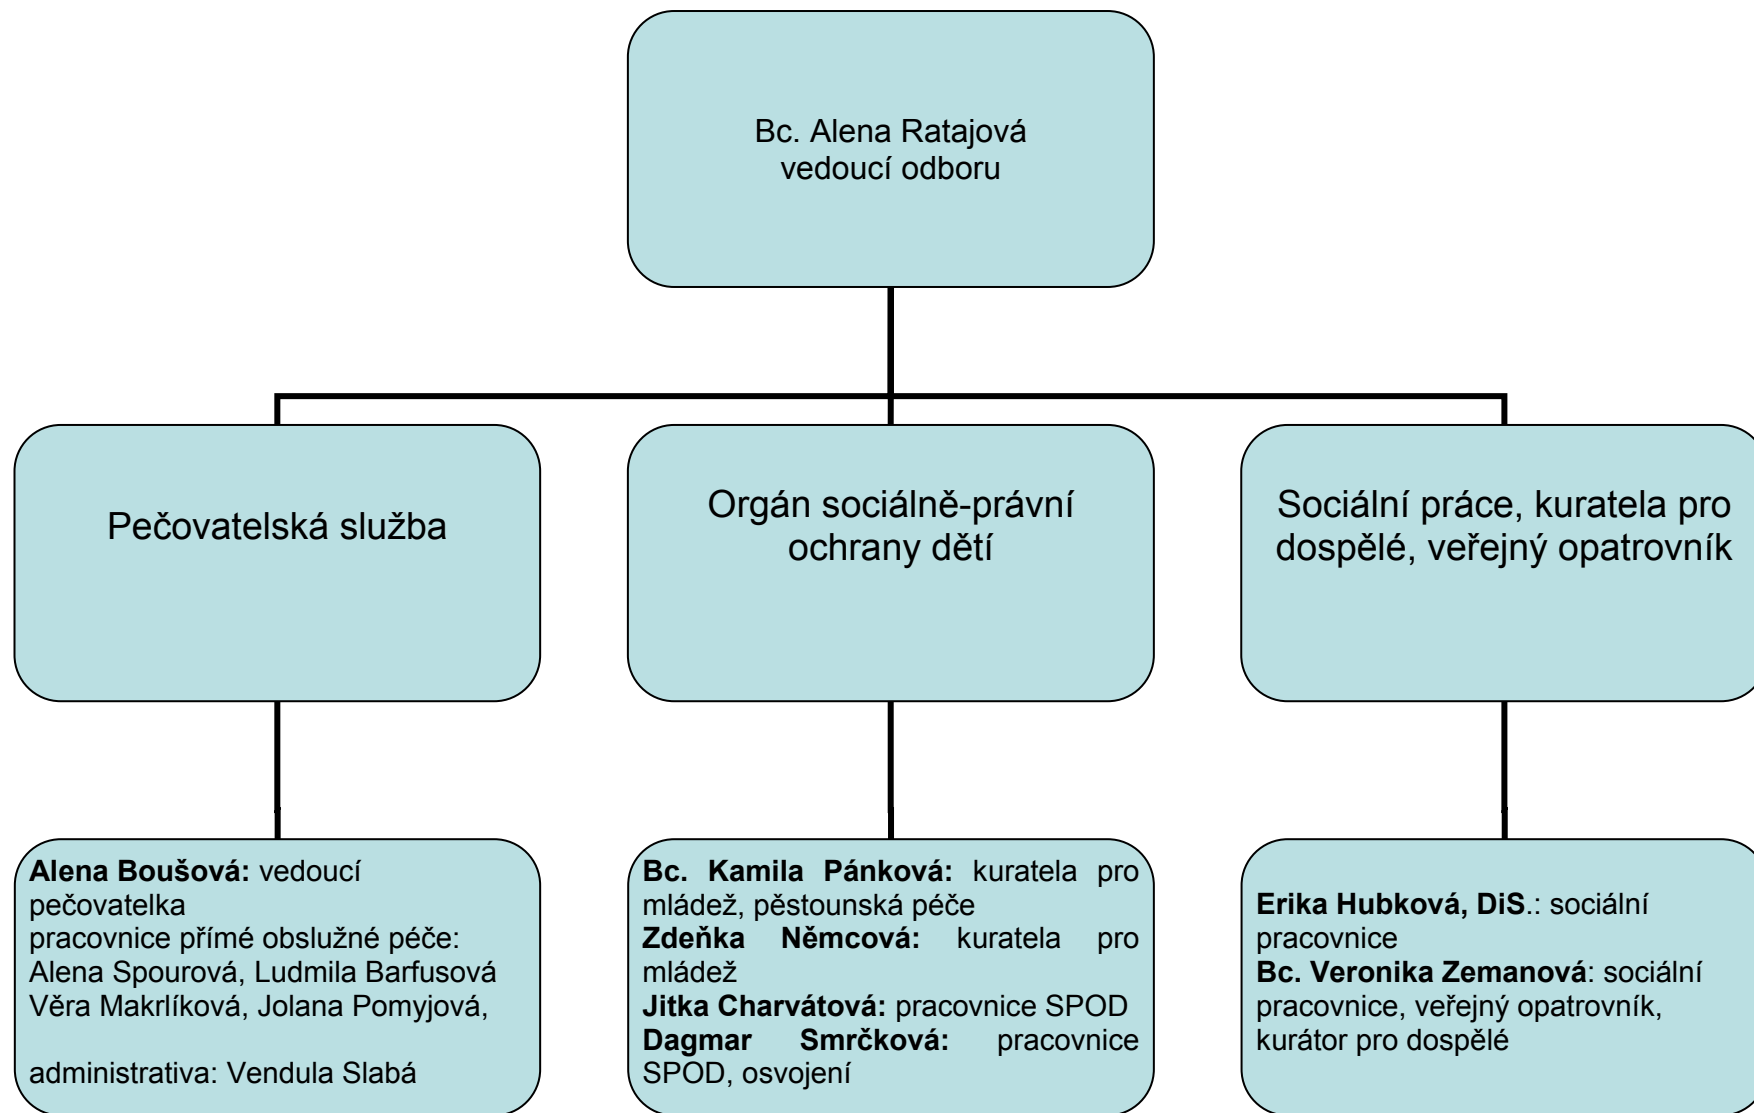 Bc. Alena Ratajová
vedoucí odboru
Pečovatelská služba
Orgán sociálně-právní
ochrany dětí
Sociální práce, kuratela pro
dospělé, veřejný opatrovník
Alena Boušová: vedoucí
pečovatelka
pracovnice přímé obslužné péče:
Alena Spourová, Ludmila Barfusová
Věra Makrlíková, Jolana Pomyjová,
administrativa: Vendula Slabá
Bc. Kamila Pánková: kuratela pro
mládež, pěstounská péče
Zdeňka Němcová: kuratela pro
mládež
Jitka Charvátová: pracovnice SPOD
Dagmar Smrčková: pracovnice
SPOD, osvojení
Erika Hubková, DiS.: sociální
pracovnice
Bc. Veronika Zemanová: sociální
pracovnice, veřejný opatrovník,
kurátor pro dospělé